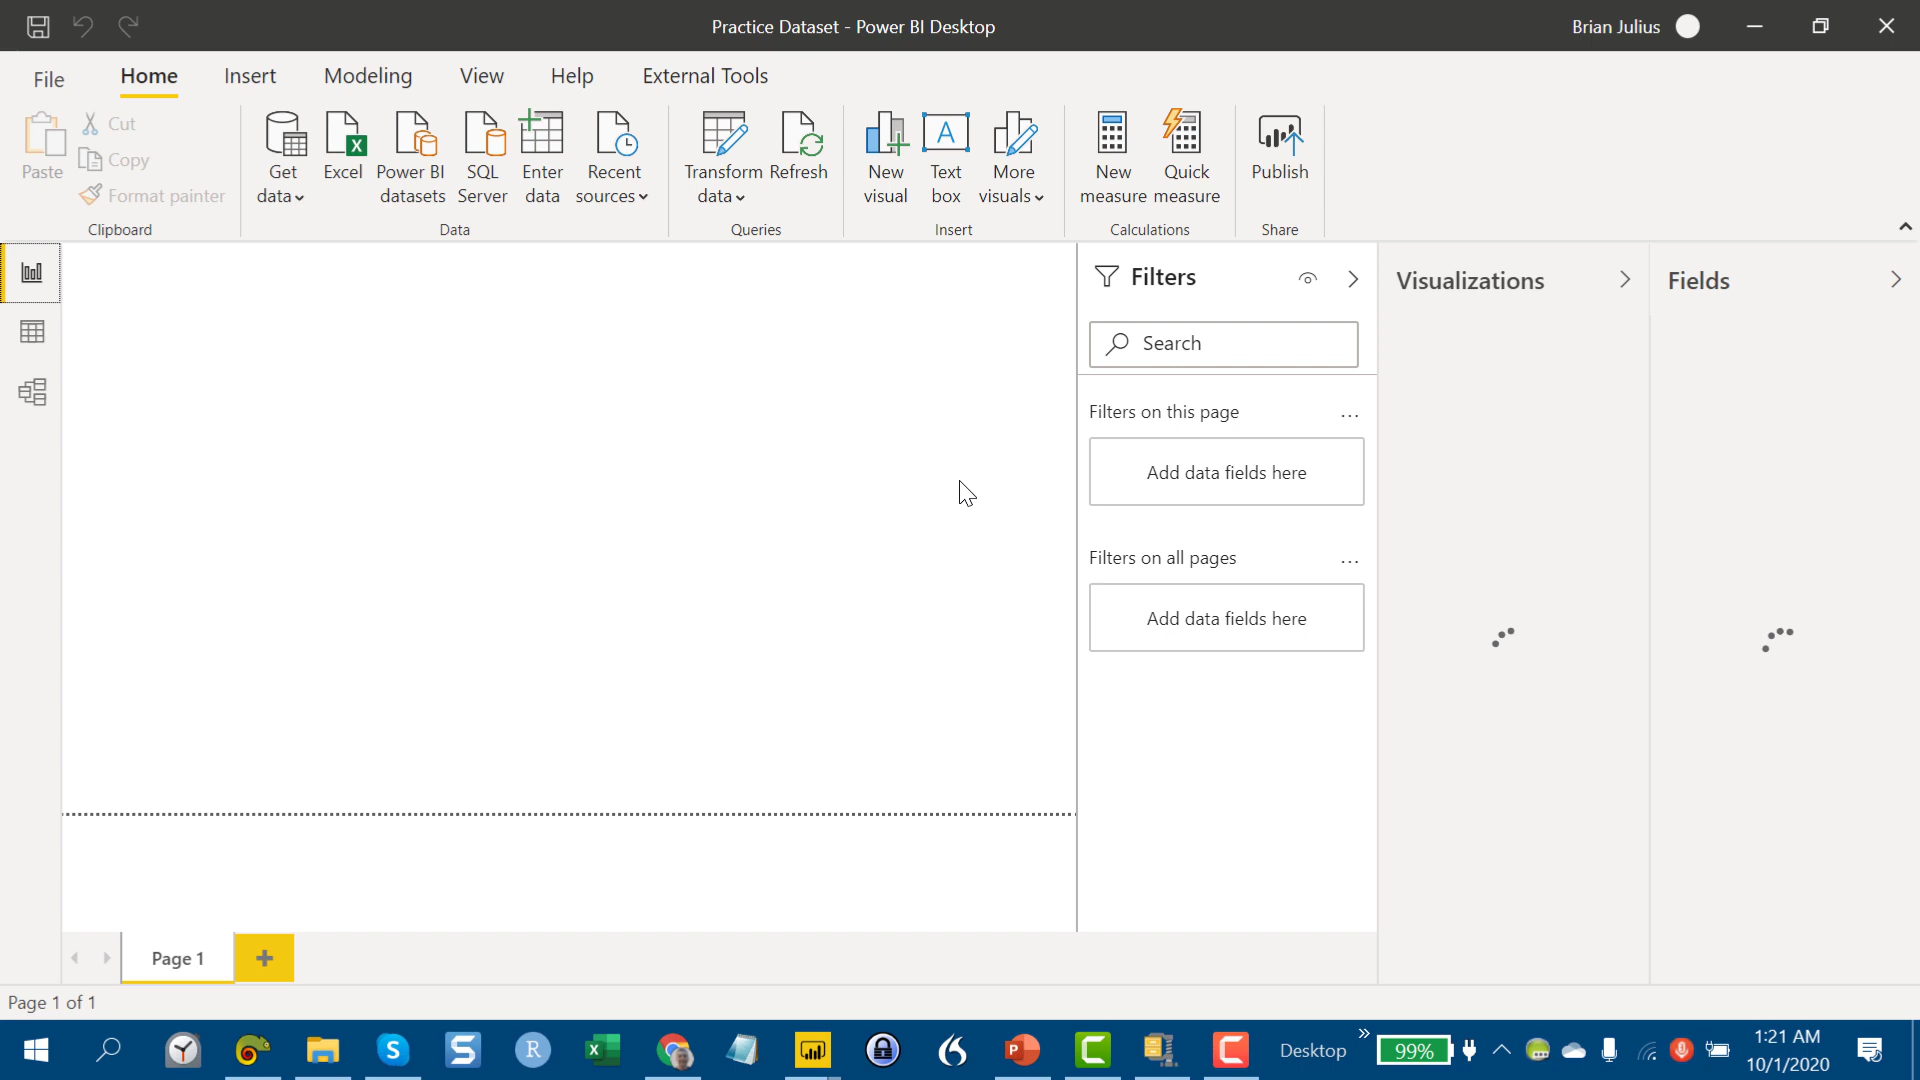 Practice Dataset - Power BI Desktop
Brian Julius
File
Home
Insert
Modeling
View
Help
External Tools
Paste
Cut
Copy
Format painter
Clipboard
Get
data
Excel
Power BI
datasets
SQL
Server
Enter
data
Recent
sources
Data
Transform
data
Refresh
Queries
New
visual
Text
box
More
visuals
Insert
New
measure
Quick
measure
Calculations
Publish
Share
Filters
Search
Filters on this page
...
Add data fields here
Filters on all pages
...
Add data fields here
Visualizations
Fields
Page 1
Page 1 of 1
Desktop
99%
1:21 AM
10/1/2020